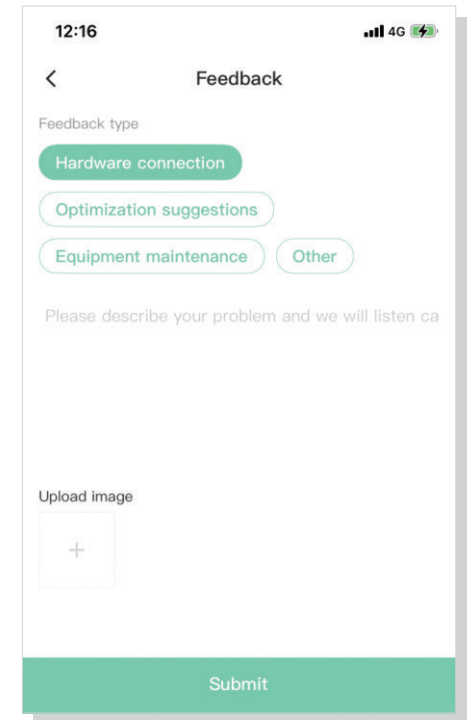 12:16
4G
Feedback
Feedback type
Hardware connection
Optimization suggestions
Equipment maintenance
Other
Please describe your problem and we will listen ca
Upload image
Submit